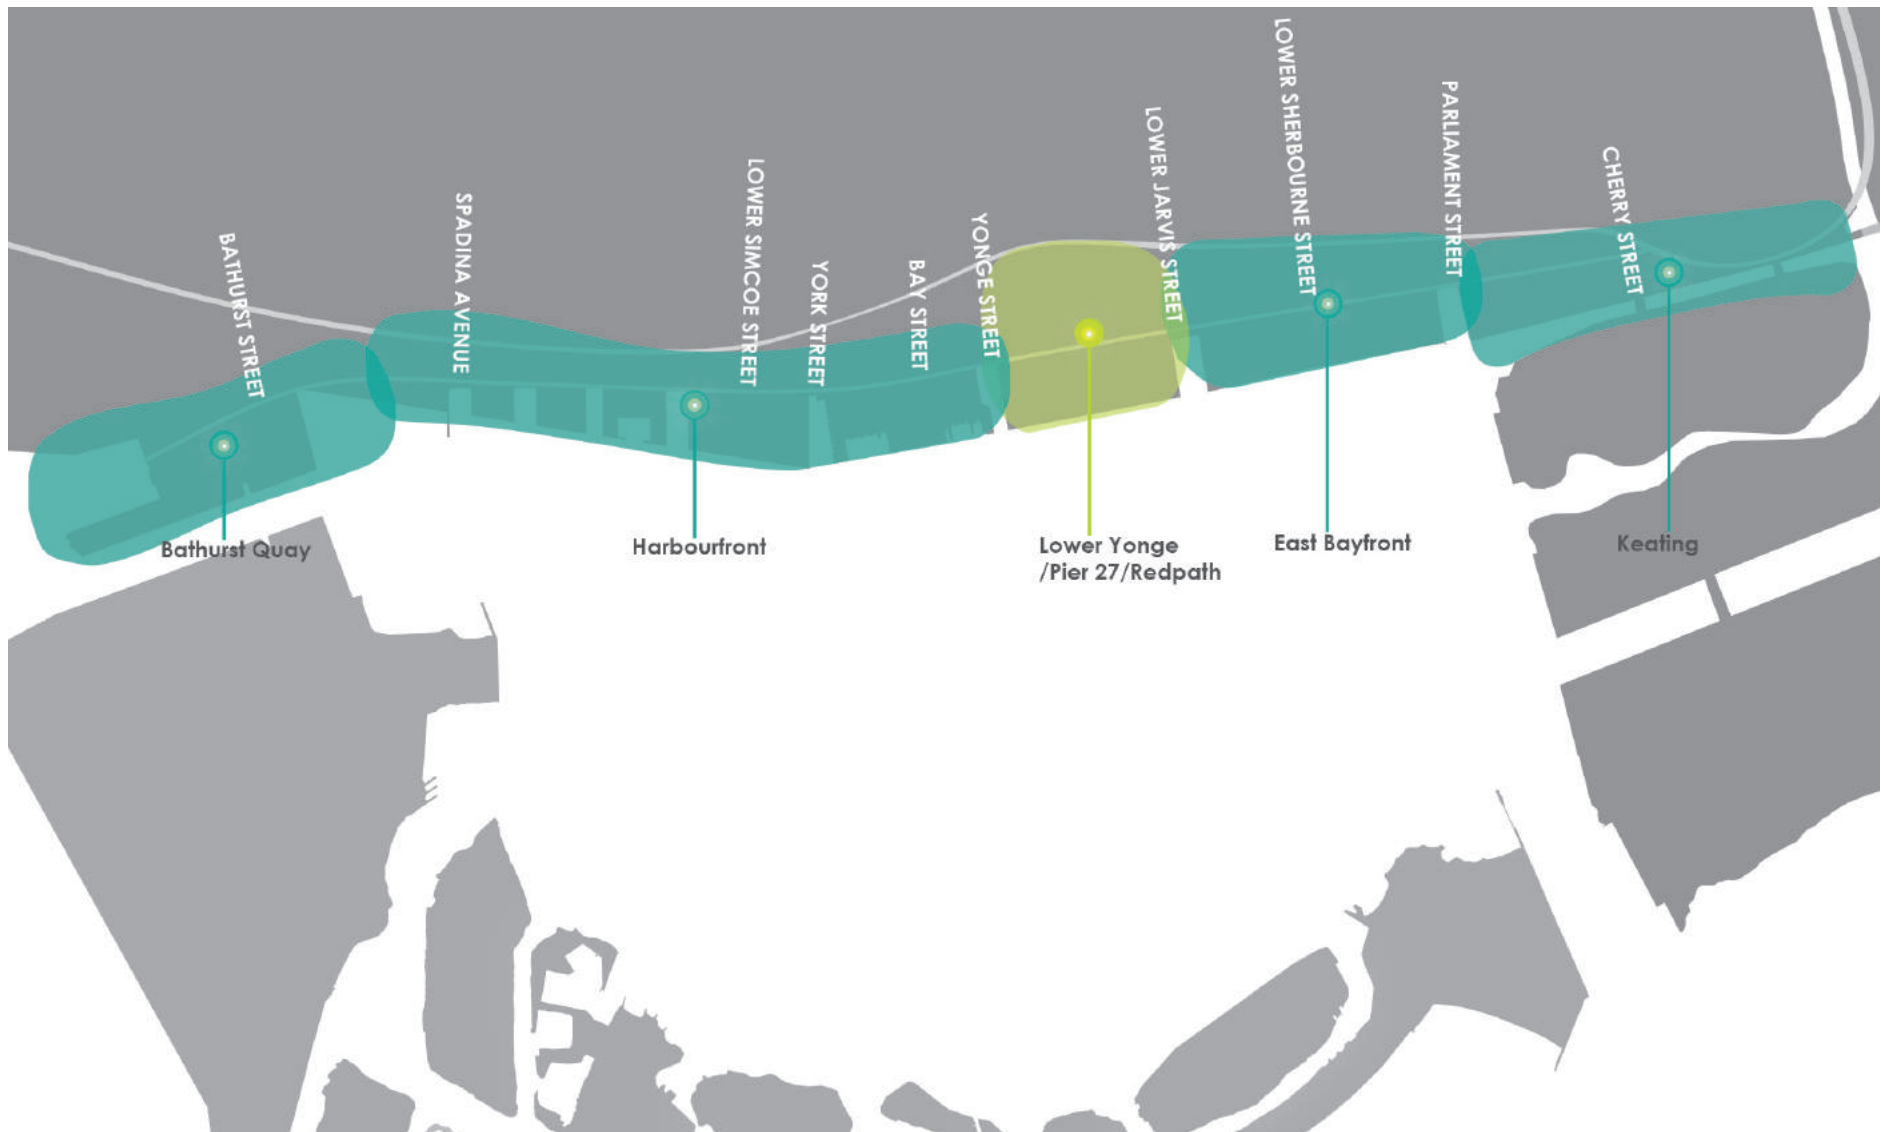 BATHURST STREET
SPADINA AVENUE
LOWER SIMCOE STREET
YORK STREET
BAY STREET
YONGE STREET
LOWER JARVIS STREET
LOWER SHERBOURNE STREET
PARLIAMENT STREET
CHERRY STREET
Bathurst Quay
Harbourfront
Lower Yonge
/Pier 27/Redpath
East Bayfront
Keating